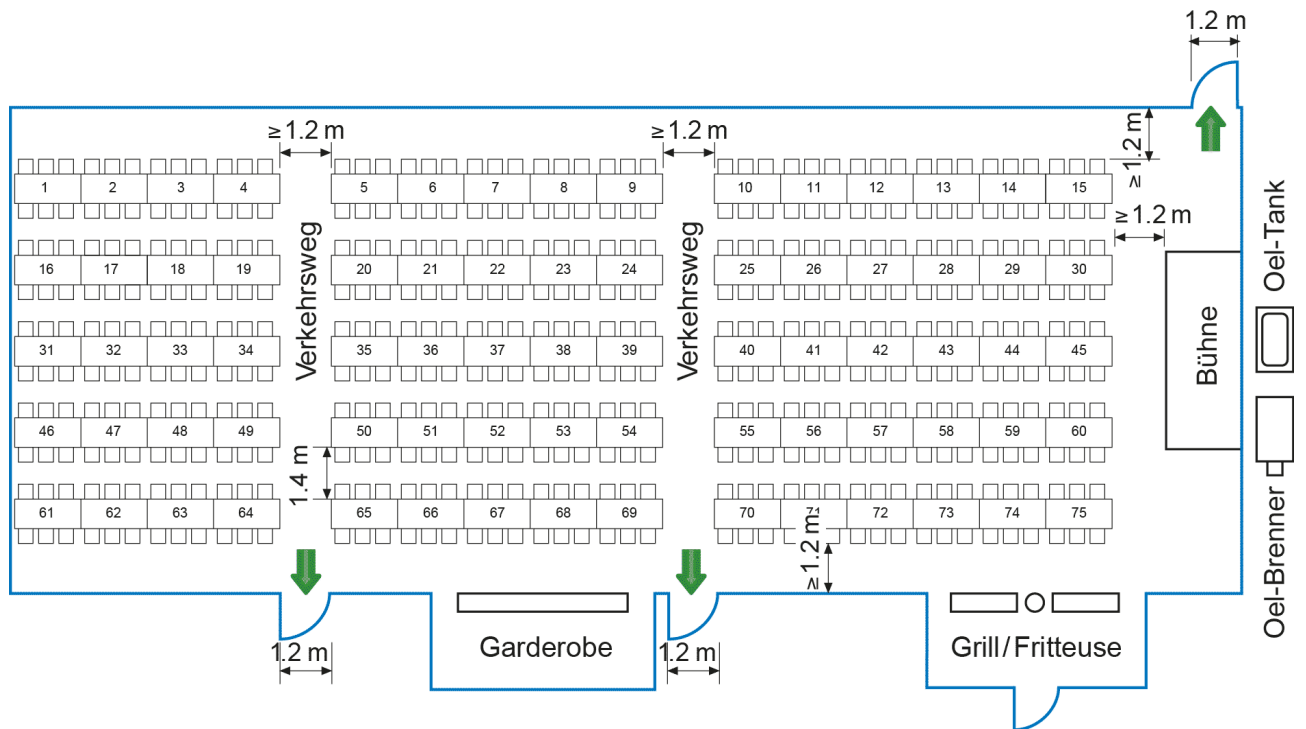 1.2 m
≥ 1.2 m
≥ 1.2 m
≥ 1.2 m
1 2 3 4 5 6 7 8 9 10 11 12 13 14 15
≥ 1.2 m
Verkehrsweg
Verkehrsweg
16 17 18 19 20 21 22 23 24 25 26 27 28 29 30
Oel-Tank
31 32 33 34 35 36 37 38 39 40 41 42 43 44 45
Bühne
46 47 48 49 50 51 52 53 54 55 56 57 58 59 60
1.4 m
Oel-Brenner
61 62 63 64 65 66 67 68 69 70 71 72 73 74 75
≥ 1.2 m
1.2 m
Garderobe
1.2 m
Grill/Fritteuse